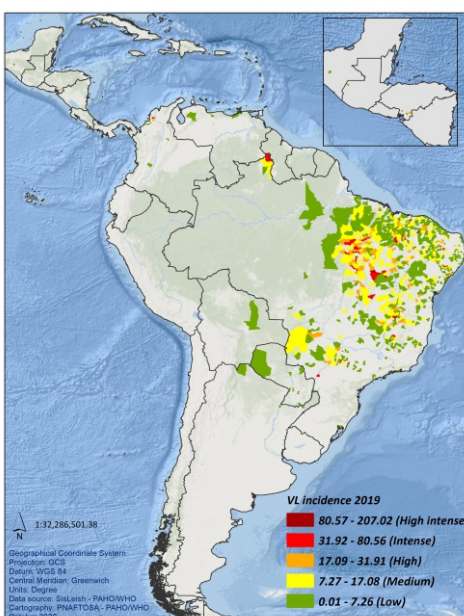 VL incidence 2019
80.57 - 207.02 (High intense
31.92 - 80.56 (Intense)
17.09 - 31.91 (High)
7.27 - 17.08 (Medium)
0.01 - 7.26 (Low)
N
1:32,286,501.38
Geographical Coordinate System
Projection: GCS
Datum: WGS 84
Central Meridian: Greenwich
Units: Degree
Data source: SisLeish - PAHO/WHO
Cartography: PNAFTOSA - PAHO/WHO
October 2020